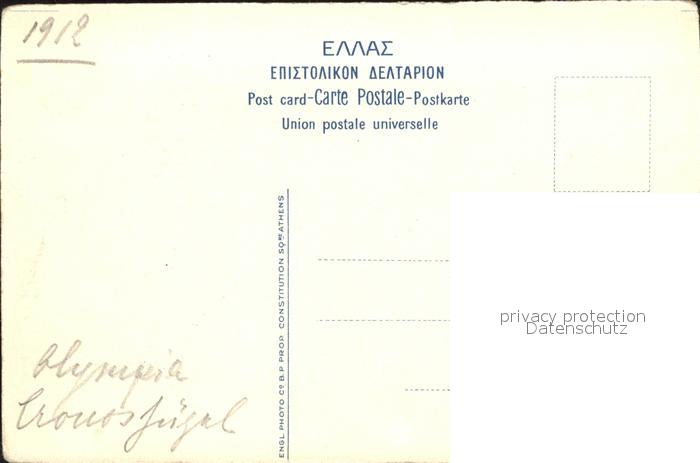 1912
ΕΛΛΑΣ
ΕΠΙΣΤΟΛΙΚΟΝ ΔΕΛΤΑΡΙΟΝ
Post card-Carte Postale-Postkarte
Union postale universelle
ENGL PHOTO Cº B.P PROP. CONSTITUTION SQᴿᴱ ATHENS
privacy protection
Datenschutz
Olympia
Cronoshügel